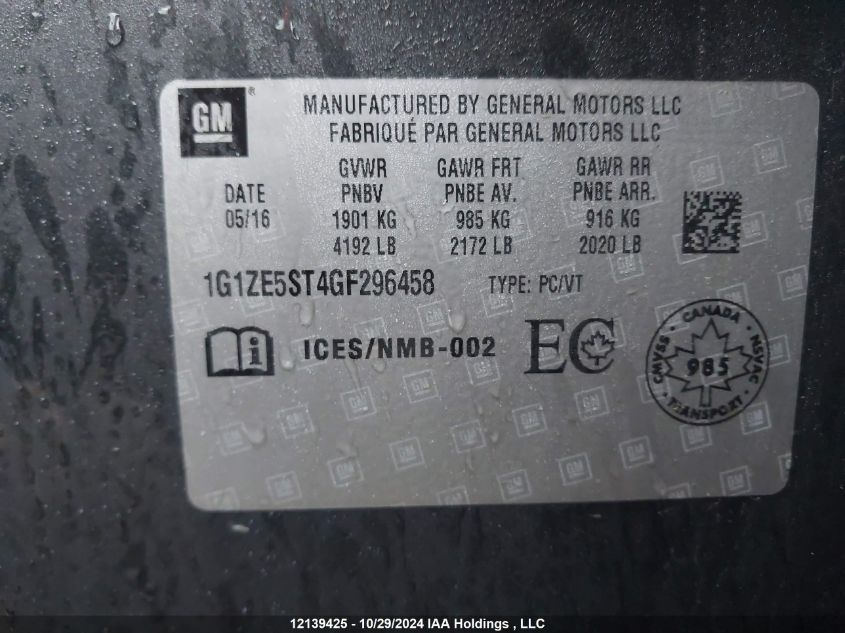 GM ® MANUFACTURED BY GENERAL MOTORS LLC
FABRIQUÉ PAR GENERAL MOTORS LLC
GVWR GAWR FRT GAWR RR
DATE PNBV PNBE AV. PNBE ARR.
05/16 1901 KG 985 KG 916 KG
4192 LB 2172 LB 2020 LB
1G1ZE5ST4GF296458 TYPE: PC/VT
i ICES/NMB-002 EC CANADA CMVSS 985 NSVAC TRANSPORT
12139425 - 10/29/2024 IAA Holdings , LLC